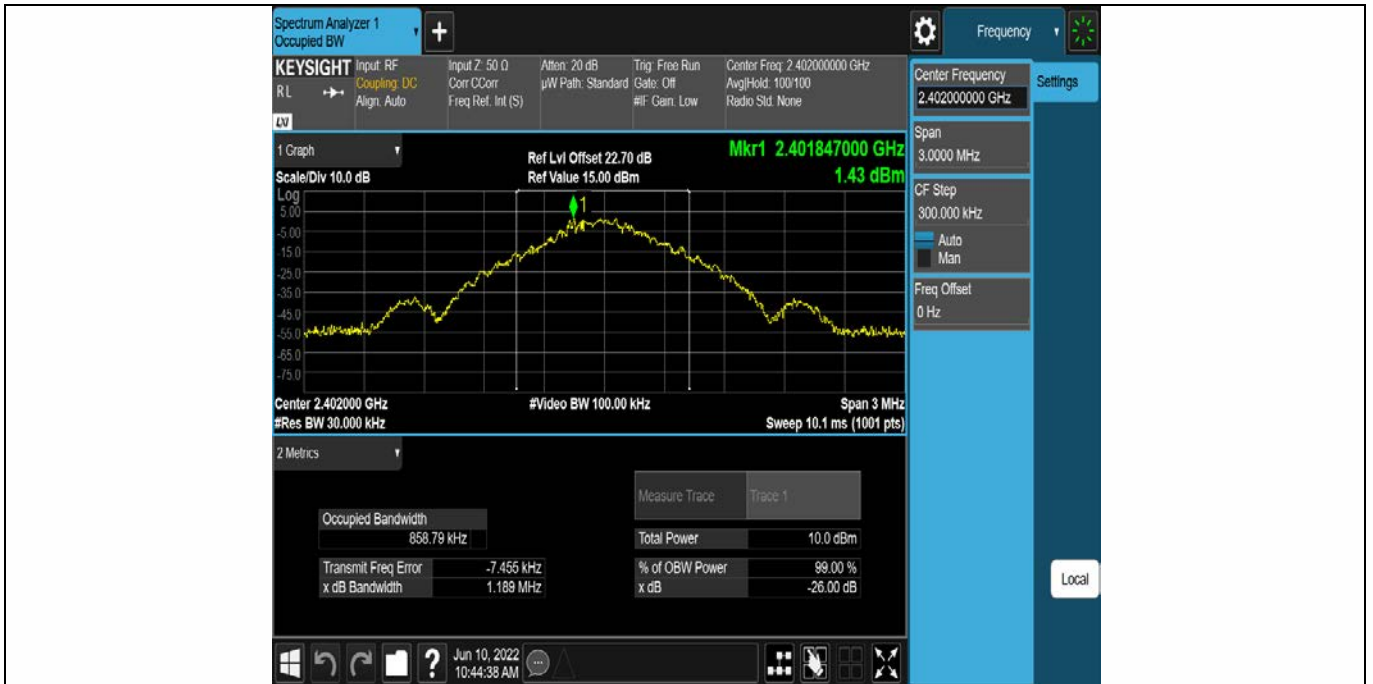 Spectrum Analyzer 1
Occupied BW
+
Frequency
KEYSIGHT
RL
Input: RF
Coupling: DC
Align: Auto
Input Z: 50 Ω
Corr CCorr
Freq Ref: Int (S)
Atten: 20 dB
µW Path: Standard
Trig: Free Run
Gate: Off
#IF Gain: Low
Center Freq: 2.402000000 GHz
Avg|Hold: 100/100
Radio Std: None
LXI
Center Frequency
2.402000000 GHz
Settings
Span
3.0000 MHz
CF Step
300.000 kHz
Auto
Man
Freq Offset
0 Hz
Local
1 Graph
Scale/Div 10.0 dB
Ref Lvl Offset 22.70 dB
Ref Value 15.00 dBm
Mkr1 2.401847000 GHz
1.43 dBm
Log
5.00
-5.00
-15.0
-25.0
-35.0
-45.0
-55.0
-65.0
-75.0
1
Center 2.402000 GHz
#Res BW 30.000 kHz
#Video BW 100.00 kHz
Span 3 MHz
Sweep 10.1 ms (1001 pts)
2 Metrics
Measure Trace
Trace 1
Occupied Bandwidth
858.79 kHz
Total Power
10.0 dBm
Transmit Freq Error
-7.455 kHz
% of OBW Power
99.00 %
x dB Bandwidth
1.189 MHz
x dB
-26.00 dB
?
Jun 10, 2022
10:44:38 AM